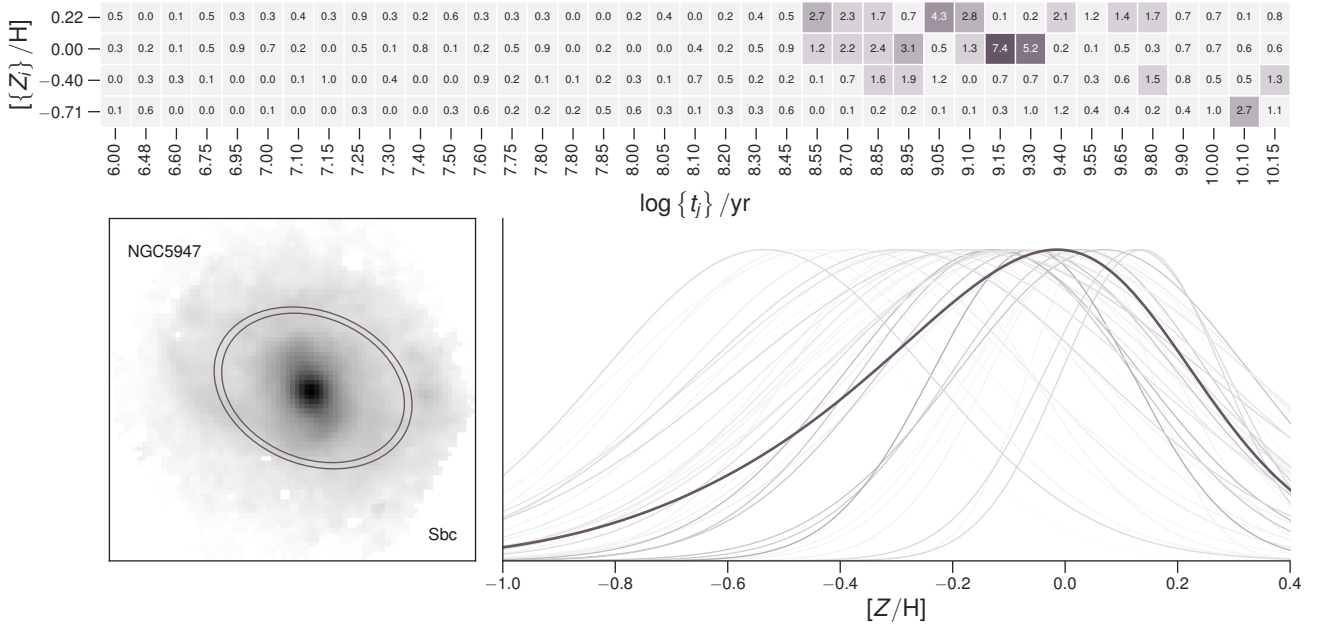 [{Zᵢ} /H]
0.22 0.5 0.0 0.1 0.5 0.3 0.3 0.4 0.3 0.9 0.3 0.2 0.6 0.3 0.0 0.0 0.0 0.0 0.2 0.4 0.0 0.2 0.4 0.5 2.7 2.3 1.7 0.7 4.3 2.8 0.1 0.2 2.1 1.2 1.4 1.7 0.7 0.7 0.1 0.8
0.00 0.3 0.2 0.1 0.5 0.9 0.7 0.2 0.0 0.5 0.1 0.8 0.1 0.2 0.5 0.9 0.0 0.6 0.0 0.0 0.4 0.2 0.5 0.9 1.2 2.2 2.4 3.1 0.5 1.3 7.4 5.2 0.2 0.1 0.5 0.3 0.7 0.7 0.6 0.6
−0.40 0.0 0.3 0.3 0.1 0.0 0.0 0.4 0.3 0.0 0.4 0.0 0.0 0.9 0.2 0.1 0.1 0.2 0.3 0.1 0.7 0.5 0.2 0.2 0.1 0.7 1.6 1.9 1.2 0.0 0.7 0.7 0.7 0.3 0.6 1.5 0.8 0.5 0.5 1.3
−0.71 0.1 0.6 0.0 0.0 0.0 0.1 0.0 0.0 0.2 0.3 0.4 0.0 0.3 0.6 0.2 0.2 0.2 0.5 0.6 0.1 0.3 0.3 0.6 0.0 0.1 0.2 0.2 0.1 0.1 0.3 1.0 1.2 0.4 0.4 0.2 0.4 1.0 2.7 1.1
6.00 6.48 6.60 6.75 6.95 7.00 7.10 7.15 7.25 7.30 7.40 7.50 7.60 7.75 7.80 7.80 7.90 8.00 8.05 8.10 8.20 8.30 8.45 8.55 8.70 8.85 8.95 9.05 9.10 9.15 9.30 9.40 9.55 9.65 9.80 9.90 10.00 10.10 10.15
log {tⱼ} /yr
NGC5947
Sbc
−1.0 −0.8 −0.6 −0.4 −0.2 0.0 0.2 0.4
[Z/H]